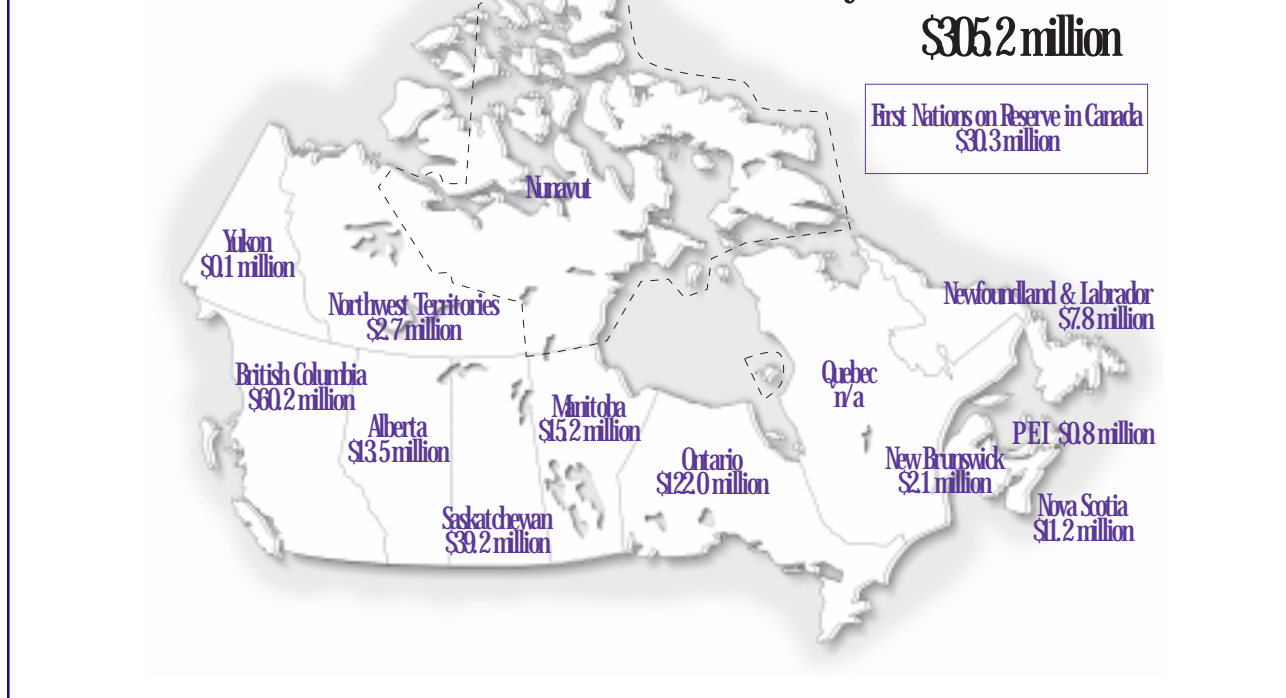 $305.2 million
First Nations on Reserve in Canada
$30.3 million
Nunavut
Yukon
$0.1 million
Northwest Territories
$2.7 million
Newfoundland & Labrador
$7.8 million
British Columbia
$60.2 million
Alberta
$13.5 million
Manitoba
$15.2 million
Quebec
n/a
Ontario
$122.0 million
New Brunswick
$2.1 million
PEI $0.8 million
Nova Scotia
$11.2 million
Saskatchewan
$39.2 million